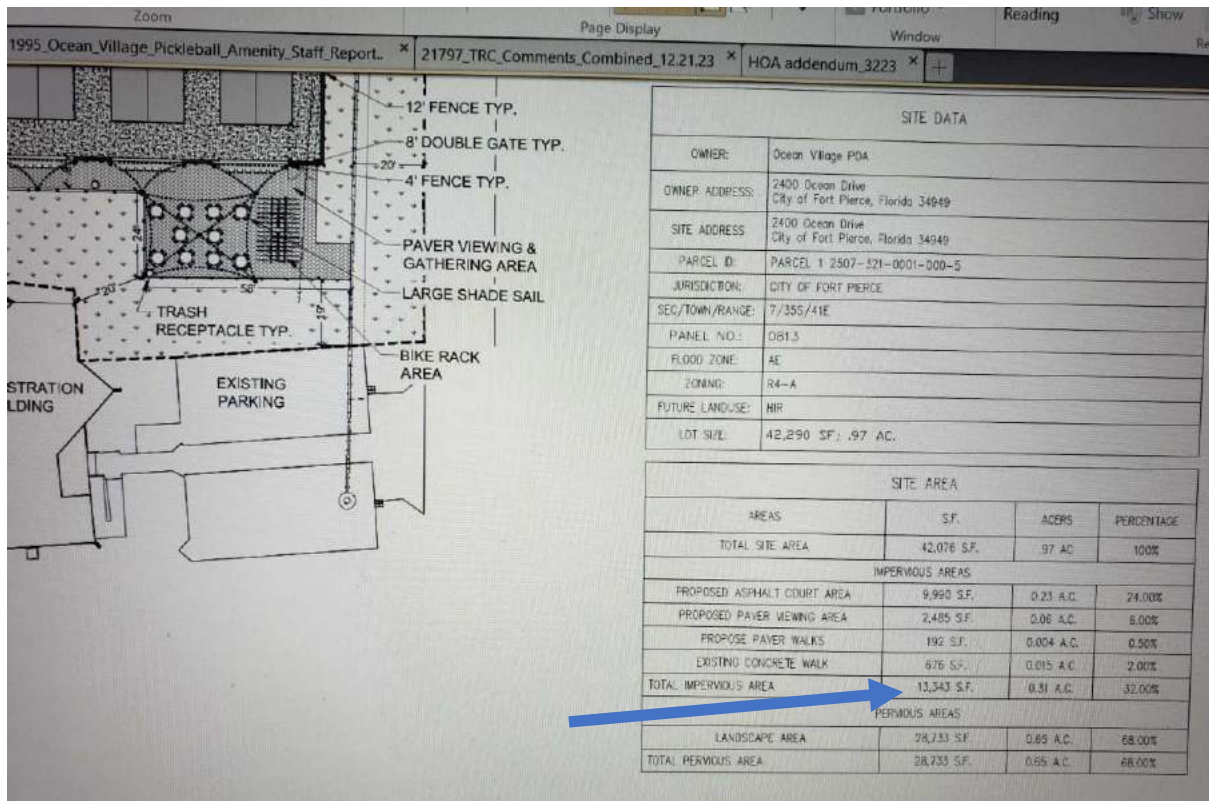 Zoom
Page Display
Window
Reading
Show
1995_Ocean_Village_Pickleball_Amenity_Staff_Report..
×
21797_TRC_Comments_Combined_12.21.23
×
HOA addendum_3223
×
+
12' FENCE TYP.
8' DOUBLE GATE TYP.
20'
4' FENCE TYP.
24'
PAVER VIEWING &
GATHERING AREA
LARGE SHADE SAIL
50'
19'
TRASH
RECEPTACLE TYP.
BIKE RACK
AREA
EXISTING
PARKING
STRATION
LDING
SITE DATA
OWNER: Ocean Village POA
OWNER ADDRESS: 2400 Ocean Drive
City of Fort Pierce, Florida 34949
SITE ADDRESS 2400 Ocean Drive
City of Fort Pierce, Florida 34949
PARCEL ID: PARCEL 1 2507-321-0001-000-5
JURISDICTION: CITY OF FORT PIERCE
SEC/TOWN/RANGE: 7/35S/41E
PANEL NO.: 0813
FLOOD ZONE: AE
ZONING: R4-A
FUTURE LANDUSE: HIR
LOT SIZE: 42,290 SF; .97 AC.
SITE AREA
AREAS S.F. ACERS PERCENTAGE
TOTAL SITE AREA 42,076 S.F. .97 AC 100%
IMPERVIOUS AREAS
PROPOSED ASPHALT COURT AREA 9,990 S.F. 0.23 A.C. 24.00%
PROPOSED PAVER VIEWING AREA 2,485 S.F. 0.06 A.C. 6.00%
PROPOSE PAVER WALKS 192 S.F. 0.004 A.C. 0.50%
EXISTING CONCRETE WALK 676 S.F. 0.015 A.C. 2.00%
TOTAL IMPERVIOUS AREA 13,343 S.F. 0.31 A.C. 32.00%
PERVIOUS AREAS
LANDSCAPE AREA 28,733 S.F. 0.65 A.C. 68.00%
TOTAL PERVIOUS AREA 28,733 S.F. 0.65 A.C. 68.00%